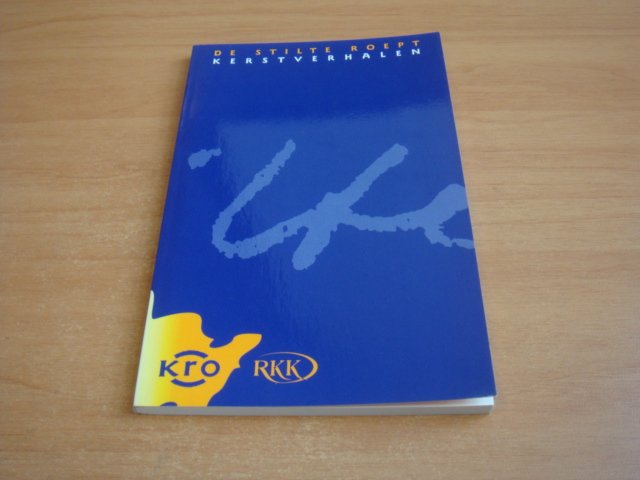 DE STILTE ROEPT
KERSTVERHALEN
KRO
RKK